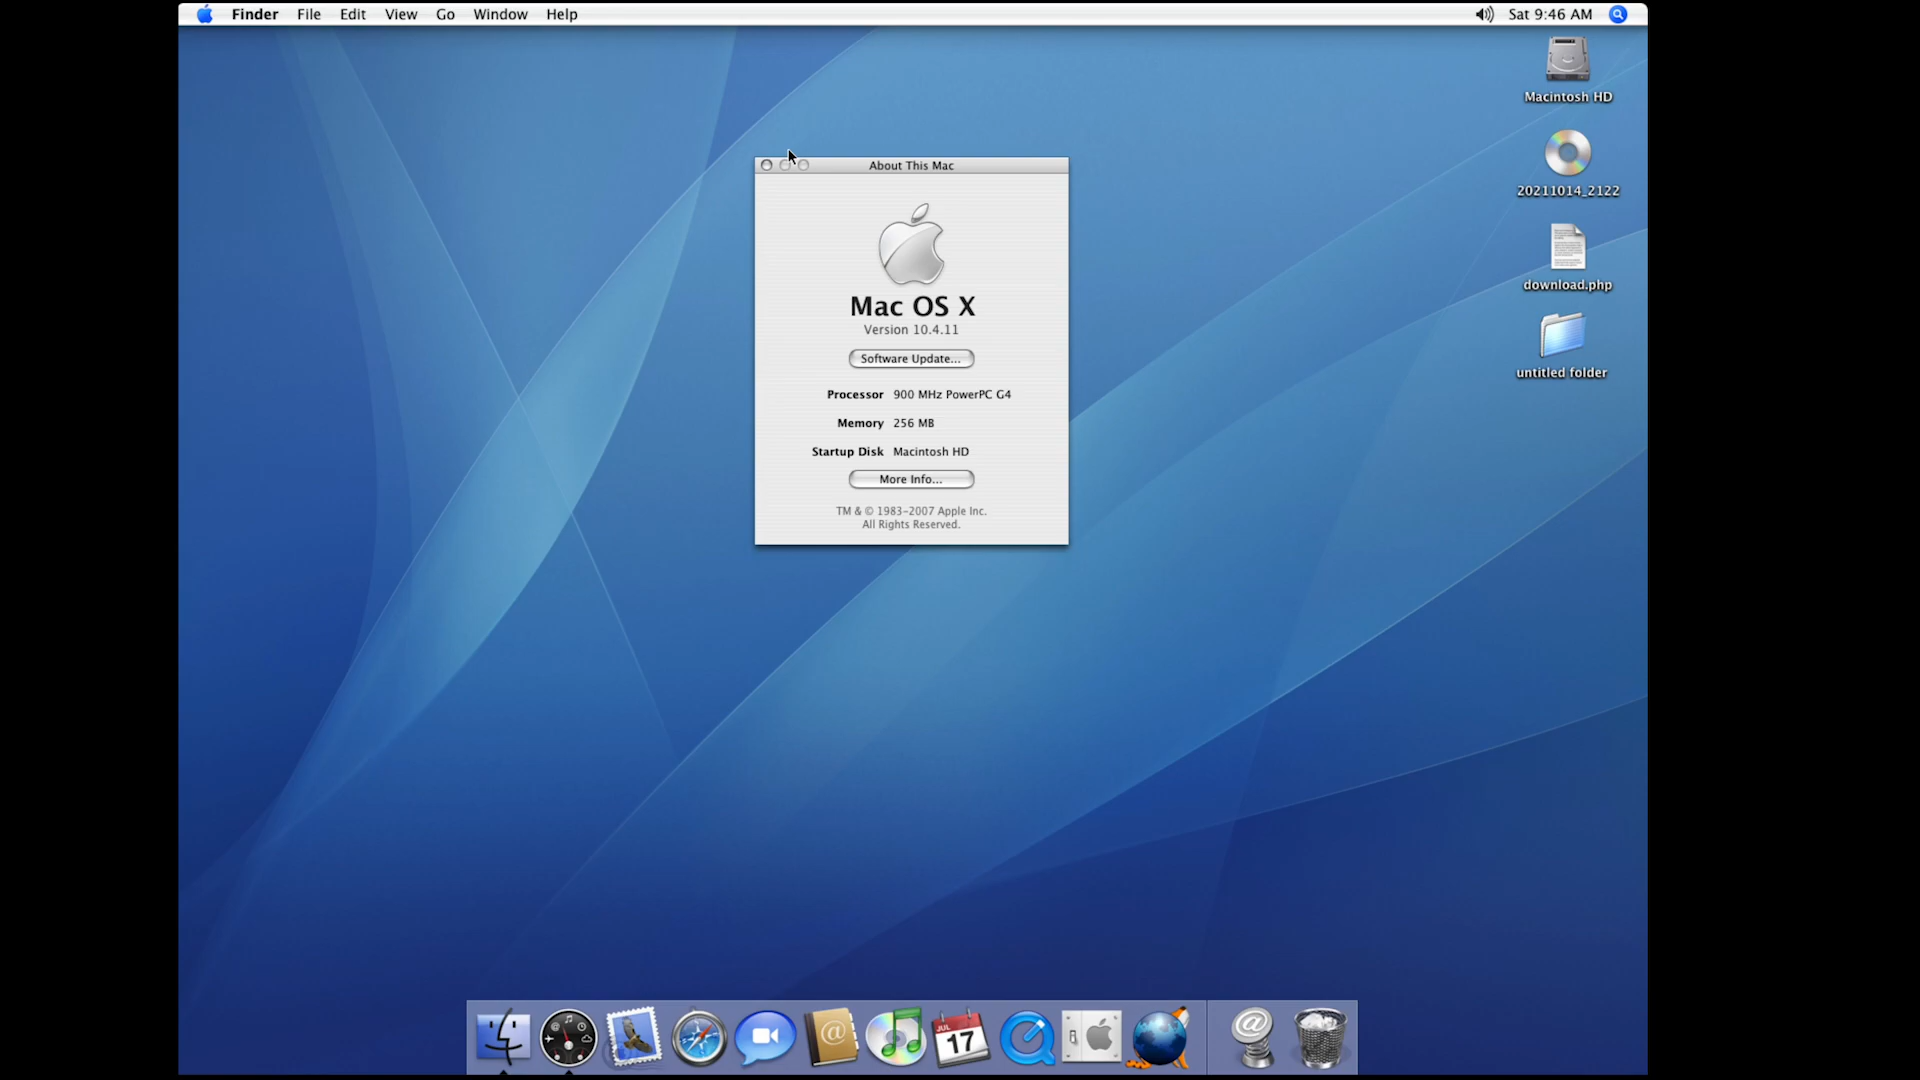 Finder File Edit View Go Window Help Sat 9:46 AM
Macintosh HD
20211014_2122
download.php
untitled folder
About This Mac
Mac OS X
Version 10.4.11
Software Update...
Processor 900 MHz PowerPC G4
Memory 256 MB
Startup Disk Macintosh HD
More Info...
TM & © 1983-2007 Apple Inc.
All Rights Reserved.
@
JUL
17
@